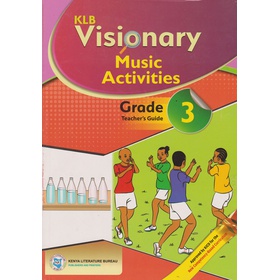 KLB
Visionary
Music
Activities
Grade 3
Teacher's Guide
KENYA LITERATURE BUREAU